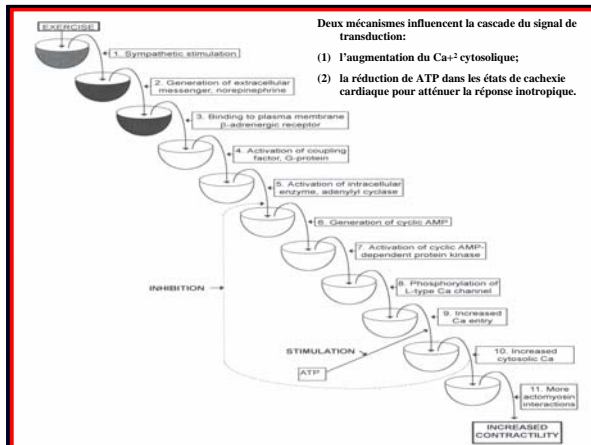 EXERCISE
Deux mécanismes influencent la cascade du signal de
transduction:
(1) l'augmentation du Ca+² cytosolique;
(2) la réduction de ATP dans les états de cachexie
cardiaque pour atténuer la réponse inotropique.
1. Sympathetic stimulation
2. Generation of extracellular
messenger, norepinephrine
3. Binding to plasma membrane
β-adrenergic receptor
4. Activation of coupling
factor, G-protein
5. Activation of intracellular
enzyme, adenylyl cyclase
6. Generation of cyclic AMP
7. Activation of cyclic AMP-
dependent protein kinase
8. Phosphorylation of
L-type Ca channel
INHIBITION
9. Increased
Ca entry
STIMULATION
10. Increased
cytosolic Ca
ATP
11. More
actomyosin
interactions
INCREASED
CONTRACTILITY